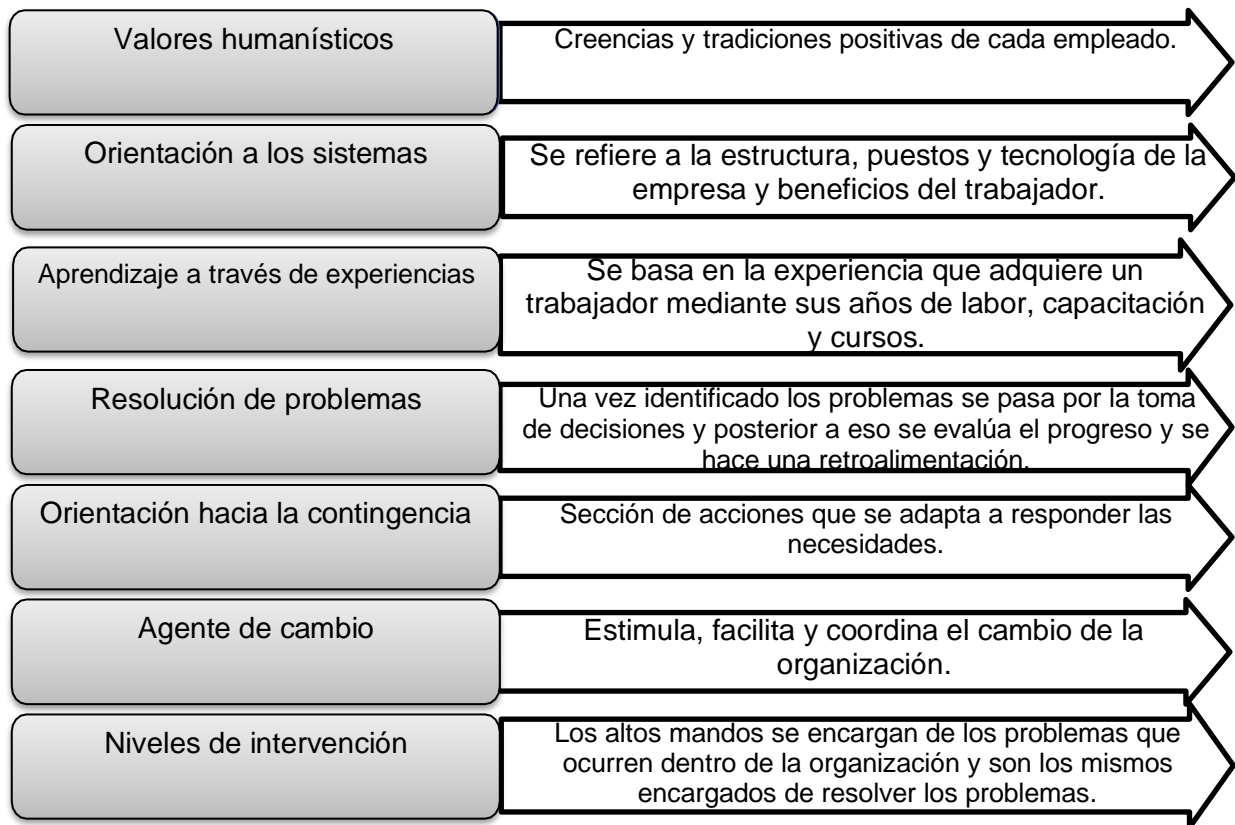 Valores humanísticos
Creencias y tradiciones positivas de cada empleado.
Orientación a los sistemas
Se refiere a la estructura, puestos y tecnología de la
empresa y beneficios del trabajador.
Aprendizaje a través de experiencias
Se basa en la experiencia que adquiere un
trabajador mediante sus años de labor, capacitación
y cursos.
Resolución de problemas
Una vez identificado los problemas se pasa por la toma
de decisiones y posterior a eso se evalúa el progreso y se
hace una retroalimentación.
Orientación hacia la contingencia
Sección de acciones que se adapta a responder las
necesidades.
Agente de cambio
Estimula, facilita y coordina el cambio de la
organización.
Niveles de intervención
Los altos mandos se encargan de los problemas que
ocurren dentro de la organización y son los mismos
encargados de resolver los problemas.